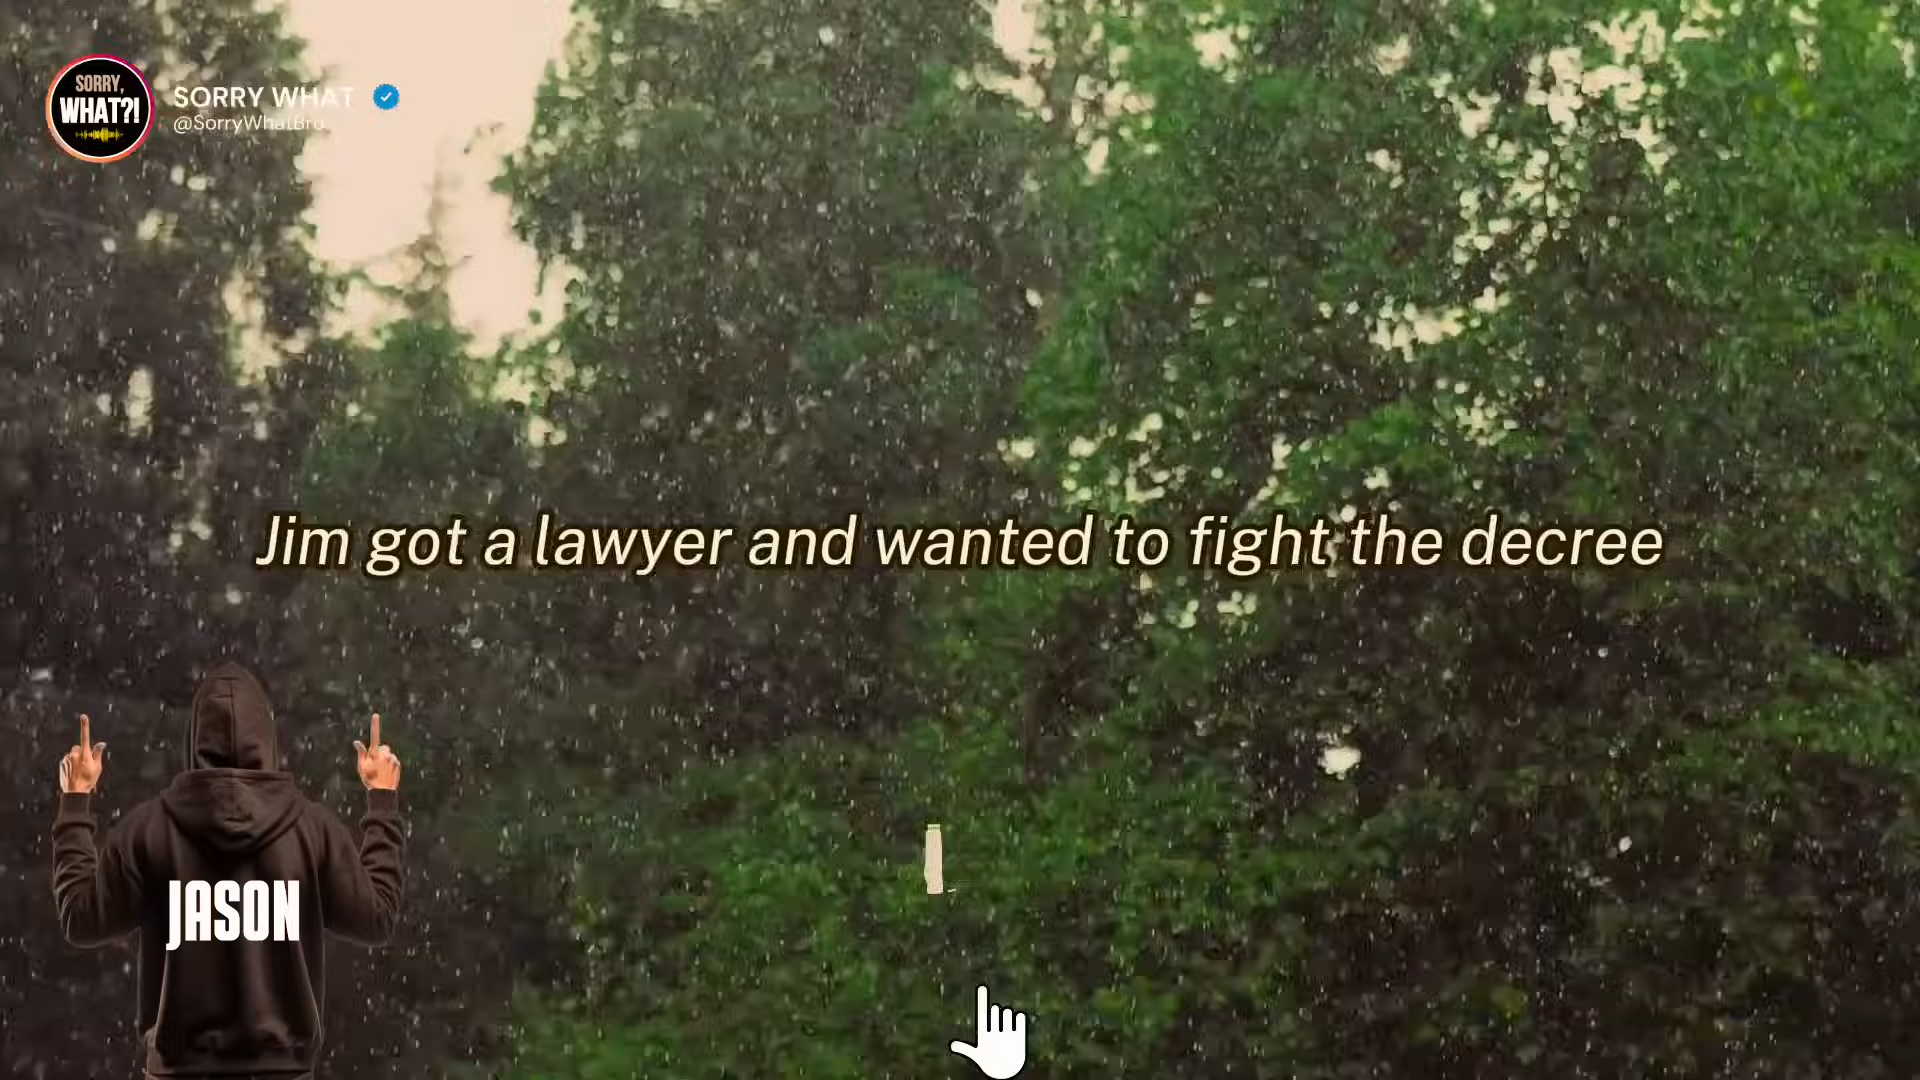 SORRY,
WHAT?!
SORRY WHAT
@SorryWhatBro
Jim got a lawyer and wanted to fight the decree
JASON